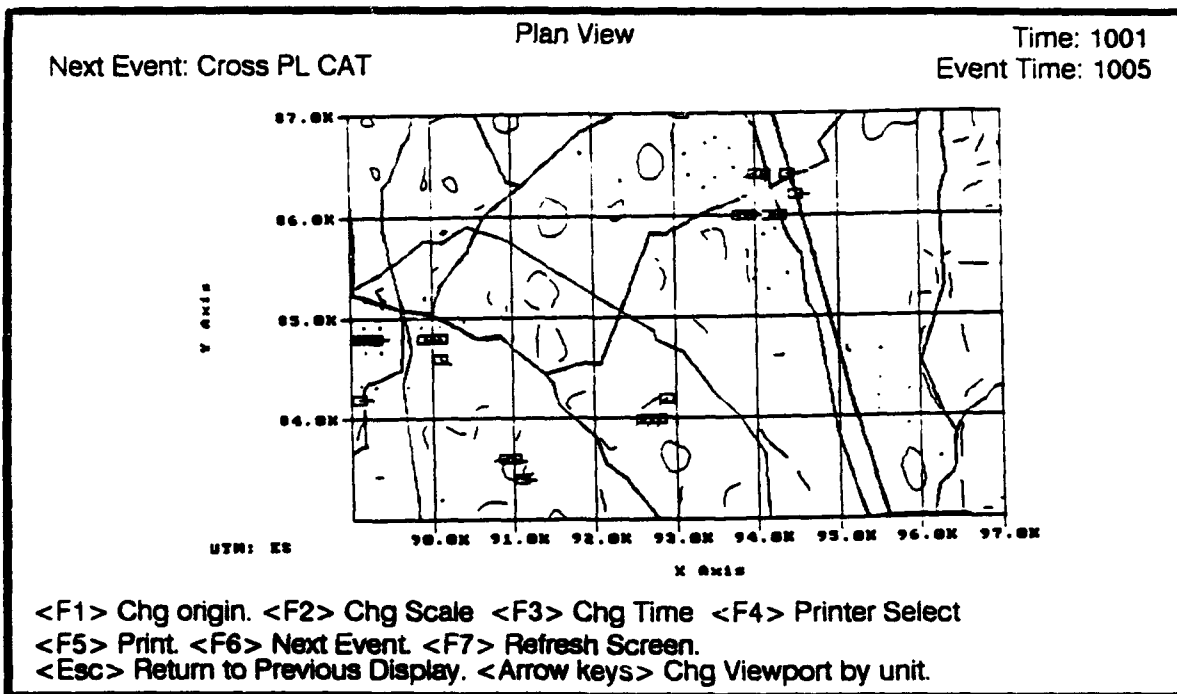 Plan View
Time: 1001
Next Event: Cross PL CAT
Event Time: 1005
87.0K
86.0K
85.0K
84.0K
Y Axis
UTM: ES
90.0K 91.0K 92.0K 93.0K 94.0K 95.0K 96.0K 97.0K
X Axis
<F1> Chg origin. <F2> Chg Scale <F3> Chg Time <F4> Printer Select
<F5> Print. <F6> Next Event. <F7> Refresh Screen.
<Esc> Return to Previous Display. <Arrow keys> Chg Viewport by unit.